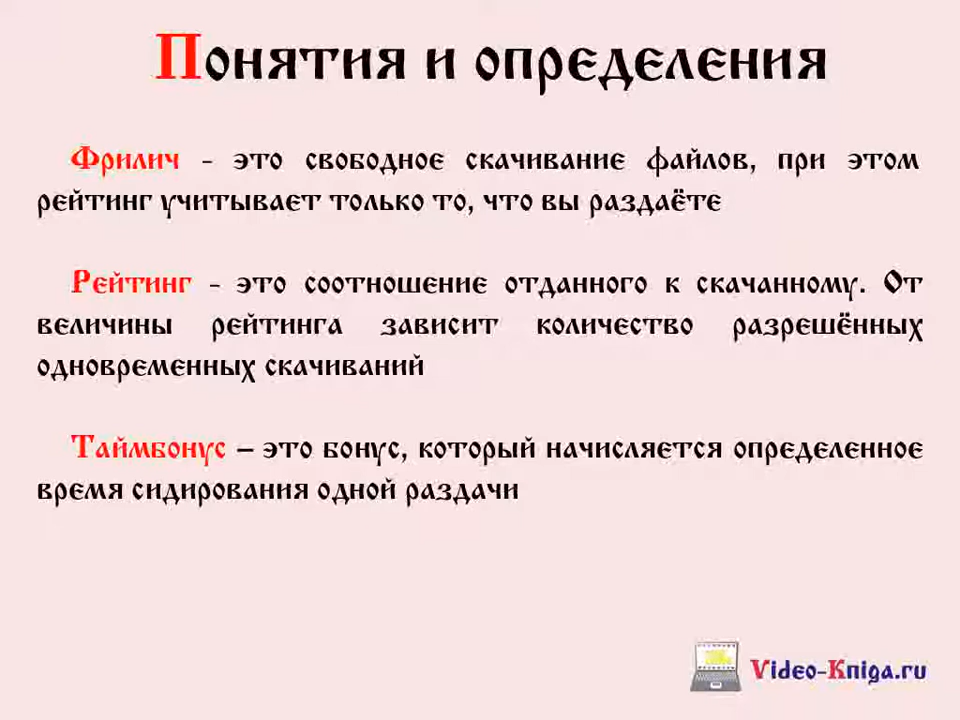 Понятия и определения
Фрилич - это свободное скачивание файлов, при этом
рейтинг учитывает только то, что вы раздаёте
Рейтинг - это соотношение отданного к скачанному. От
величины рейтинга зависит количество разрешённых
одновременных скачиваний
Таймбонус – это бонус, который начисляется определенное
время сидирования одной раздачи
Video-Kniga.ru